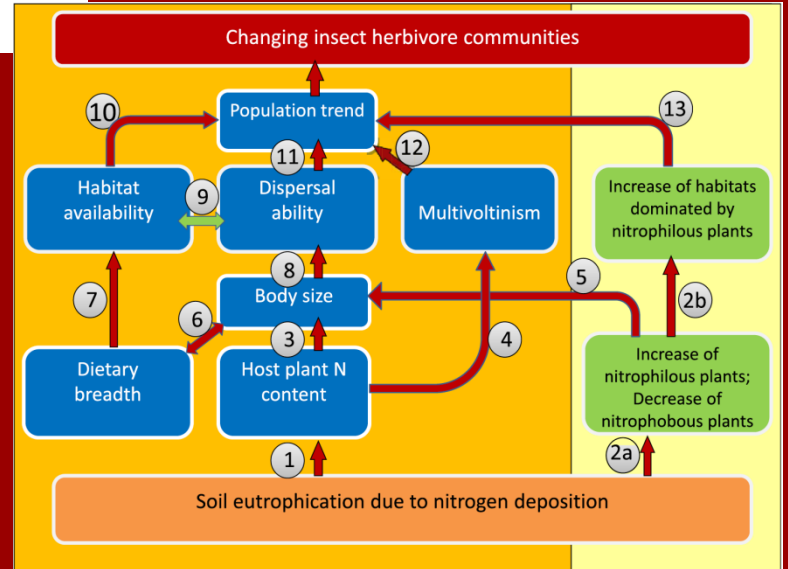 Changing insect herbivore communities
10
Population trend
13
11
12
Habitat
availability
9
Dispersal
ability
Multivoltinism
Increase of habitats
dominated by
nitrophilous plants
8
5
7
Body size
2b
6
3
4
Dietary
breadth
Host plant N
content
Increase of
nitrophilous plants;
Decrease of
nitrophobous plants
1
2a
Soil eutrophication due to nitrogen deposition